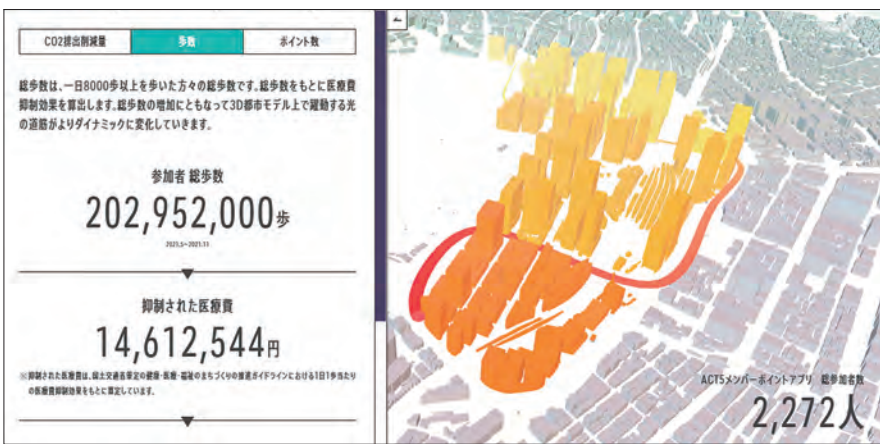 CO2排出削減量
歩数
ポイント数
総歩数は、一日8000歩以上を歩いた方々の総歩数です。総歩数をもとに医療費
抑制効果を算出します。総歩数の増加にともなって3D都市モデル上で躍動する光
の道筋がよりダイナミックに変化していきます。
参加者 総歩数
202,952,000歩
2021.5~2021.11
抑制された医療費
14,612,544円
※抑制された医療費は、国土交通省策定の健康・医療・福祉のまちづくりの推進ガイドラインにおける1日1歩当たり
の医療費抑制効果をもとに算定しています。
ACT5メンバーポイントアプリ 総参加者数
2,272人